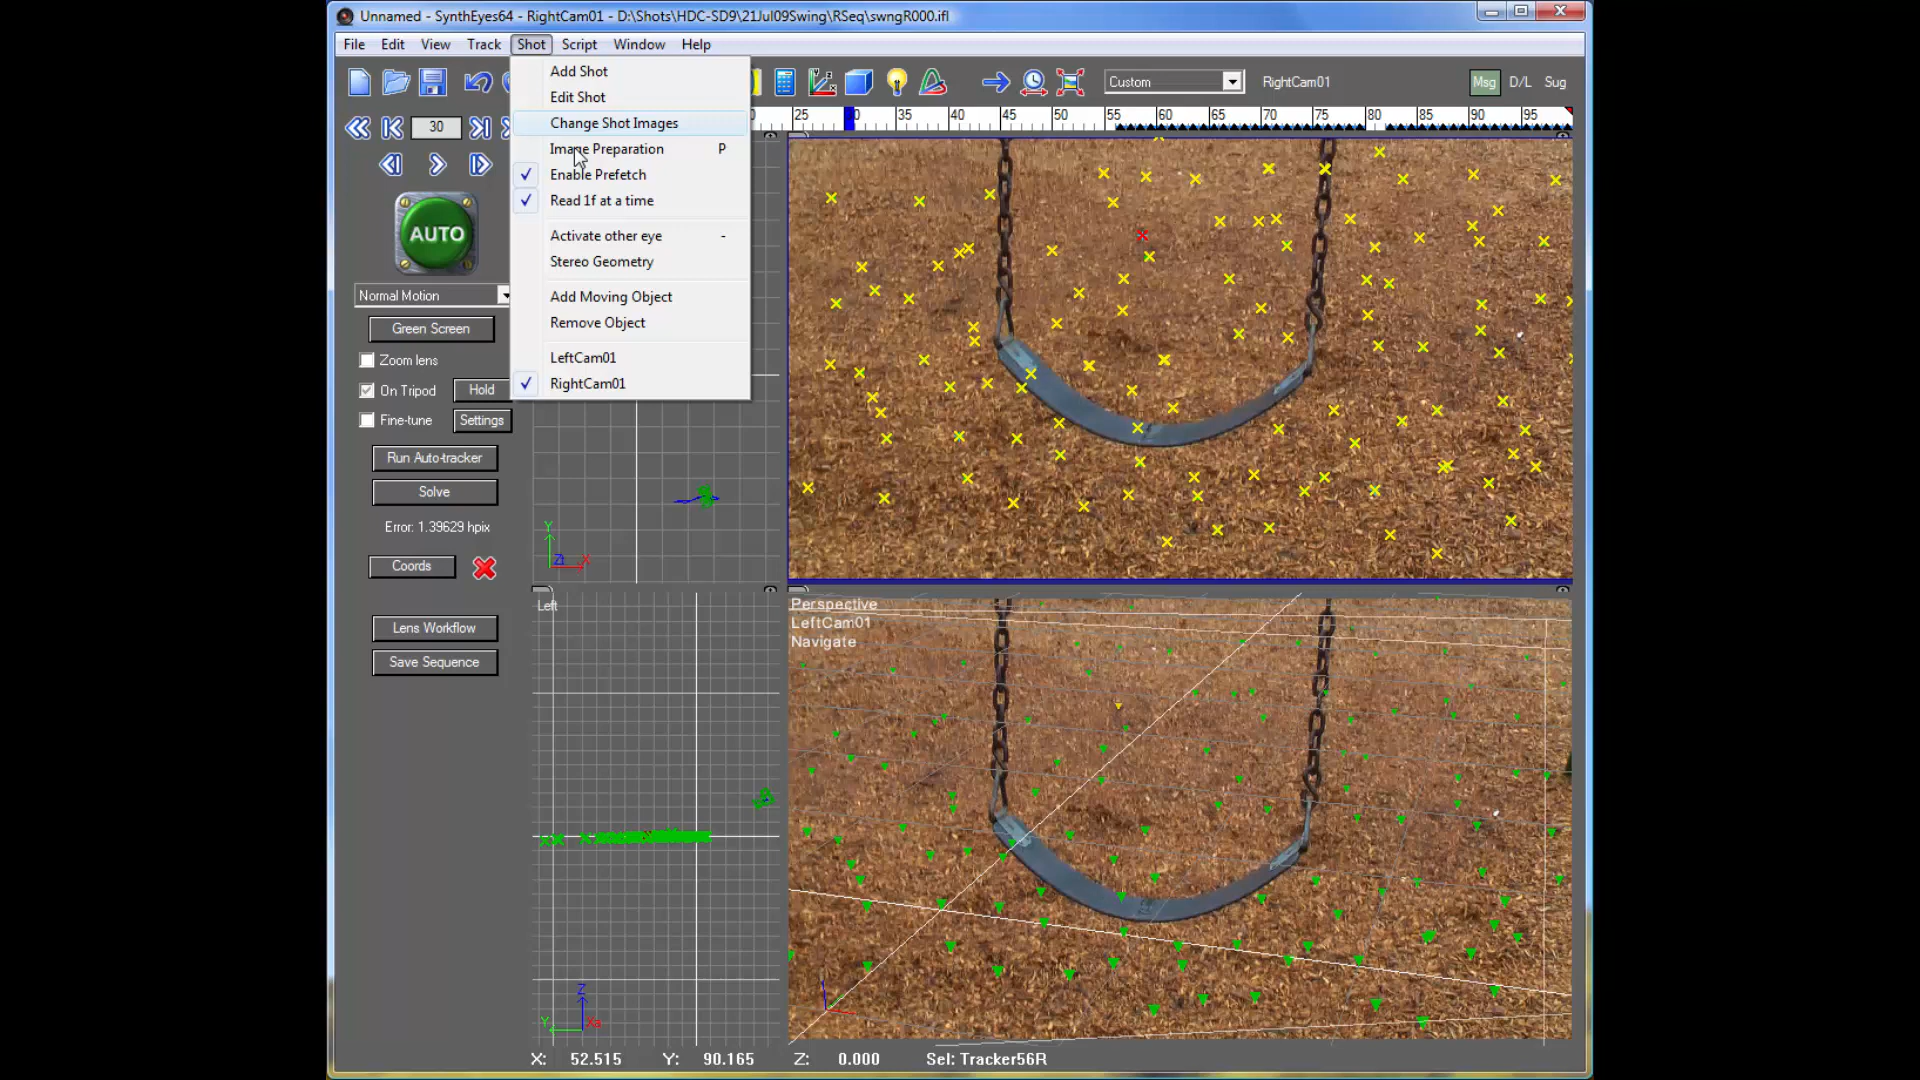 Unnamed - SynthEyes64 - RightCam01 - D:\Shots\HDC-SD9\21Jul09Swing\RSeq\swngR000.ifl
File Edit View Track Shot Script Window Help
Custom RightCam01 Msg D/L Sug
30
25 30 35 40 45 50 55 60 65 70 75 80 85 90 95
Add Shot
Edit Shot
Change Shot Images
Image Preparation P
Enable Prefetch
Read 1f at a time
Activate other eye -
Stereo Geometry
Add Moving Object
Remove Object
LeftCam01
RightCam01
AUTO
Normal Motion
Green Screen
Zoom lens
On Tripod Hold
Fine-tune Settings
Run Auto-tracker
Solve
Error: 1.39629 hpix
Coords
Lens Workflow
Save Sequence
Y
Z X
Left
Z
Y Xa
Perspective
LeftCam01
Navigate
X: 52.515 Y: 90.165 Z: 0.000 Sel: Tracker56R